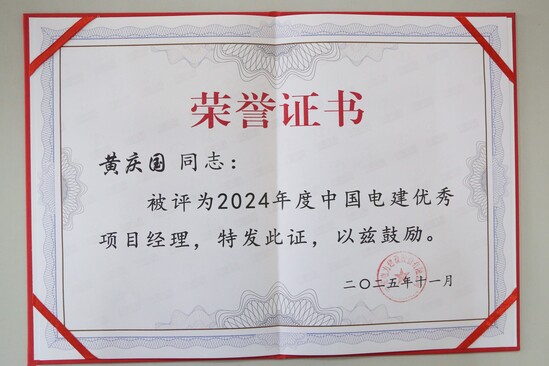 荣誉证书
黄庆国 同志：
被评为2024年度中国电建优秀
项目经理，特发此证，以兹鼓励。
二〇二五年十一月